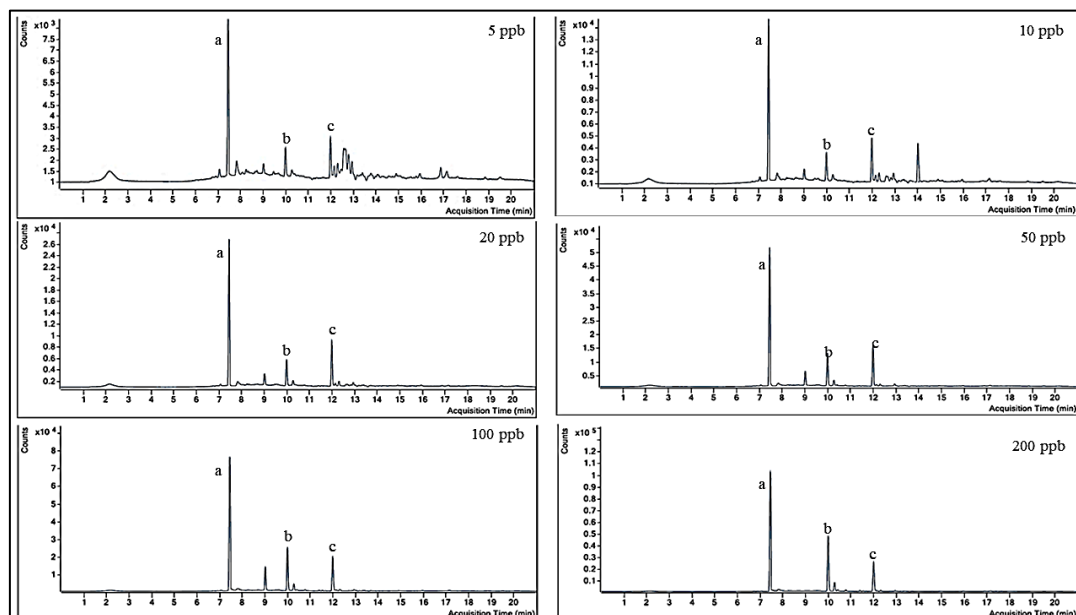 Counts
x10 3
5 ppb
7.5
7
6.5
6
5.5
5
4.5
4
3.5
3
2.5
2
1.5
1
a
b
c
1 2 3 4 5 6 7 8 9 10 11 12 13 14 15 16 17 18 19 20
Acquisition Time (min)
Counts
x10 4
10 ppb
1.4
1.3
1.2
1.1
1
0.9
0.8
0.7
0.6
0.5
0.4
0.3
0.2
0.1
a
b
c
1 2 3 4 5 6 7 8 9 10 11 12 13 14 15 16 17 18 19 20
Acquisition Time (min)
Counts
x10 4
20 ppb
2.6
2.4
2.2
2
1.8
1.6
1.4
1.2
1
0.8
0.6
0.4
0.2
a
b
c
1 2 3 4 5 6 7 8 9 10 11 12 13 14 15 16 17 18 19 20
Acquisition Time (min)
Counts
x10 4
50 ppb
5
4.5
4
3.5
3
2.5
2
1.5
1
a
b
c
1 2 3 4 5 6 7 8 9 10 11 12 13 14 15 16 17 18 19 20
Acquisition Time (min)
Counts
x10 4
100 ppb
8
7
6
5
4
3
2
1
a
b
c
1 2 3 4 5 6 7 8 9 10 11 12 13 14 15 16 17 18 19 20
Acquisition Time (min)
Counts
x10 5
200 ppb
1.2
1.1
1
0.9
0.8
0.7
0.6
0.5
0.4
0.3
0.2
0.1
a
b
c
1 2 3 4 5 6 7 8 9 10 11 12 13 14 15 16 17 18 19 20
Acquisition Time (min)